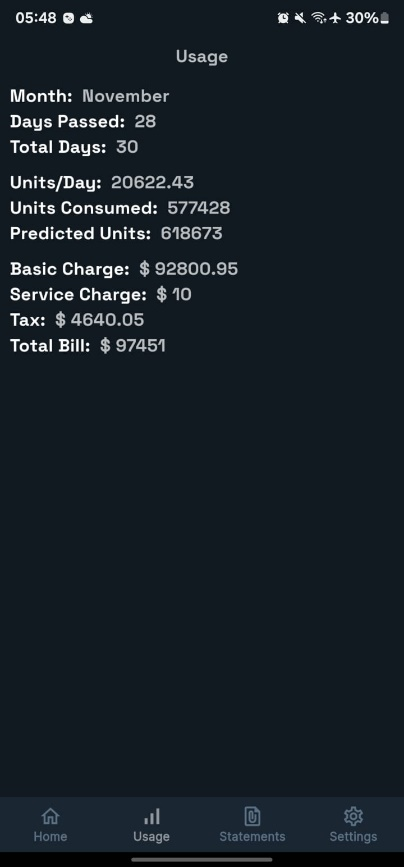 05:48 30%
Usage
Month: November
Days Passed: 28
Total Days: 30
Units/Day: 20622.43
Units Consumed: 577428
Predicted Units: 618673
Basic Charge: $ 92800.95
Service Charge: $ 10
Tax: $ 4640.05
Total Bill: $ 97451
Home Usage Statements Settings